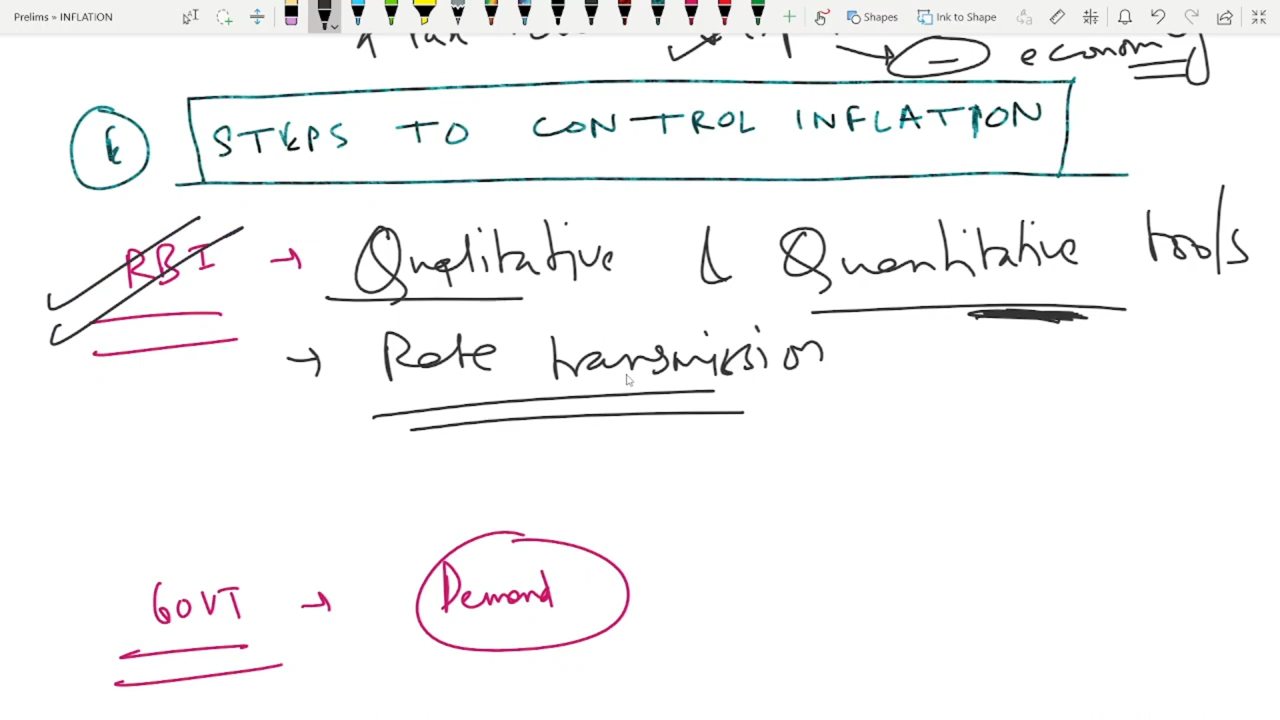 Prelims » INFLATION
Shapes Ink to Shape
economy
k STEPS TO CONTROL INFLATION
RBI → Qualitative & Quantitative tools
→ Rate transmission
GOVT → Demand